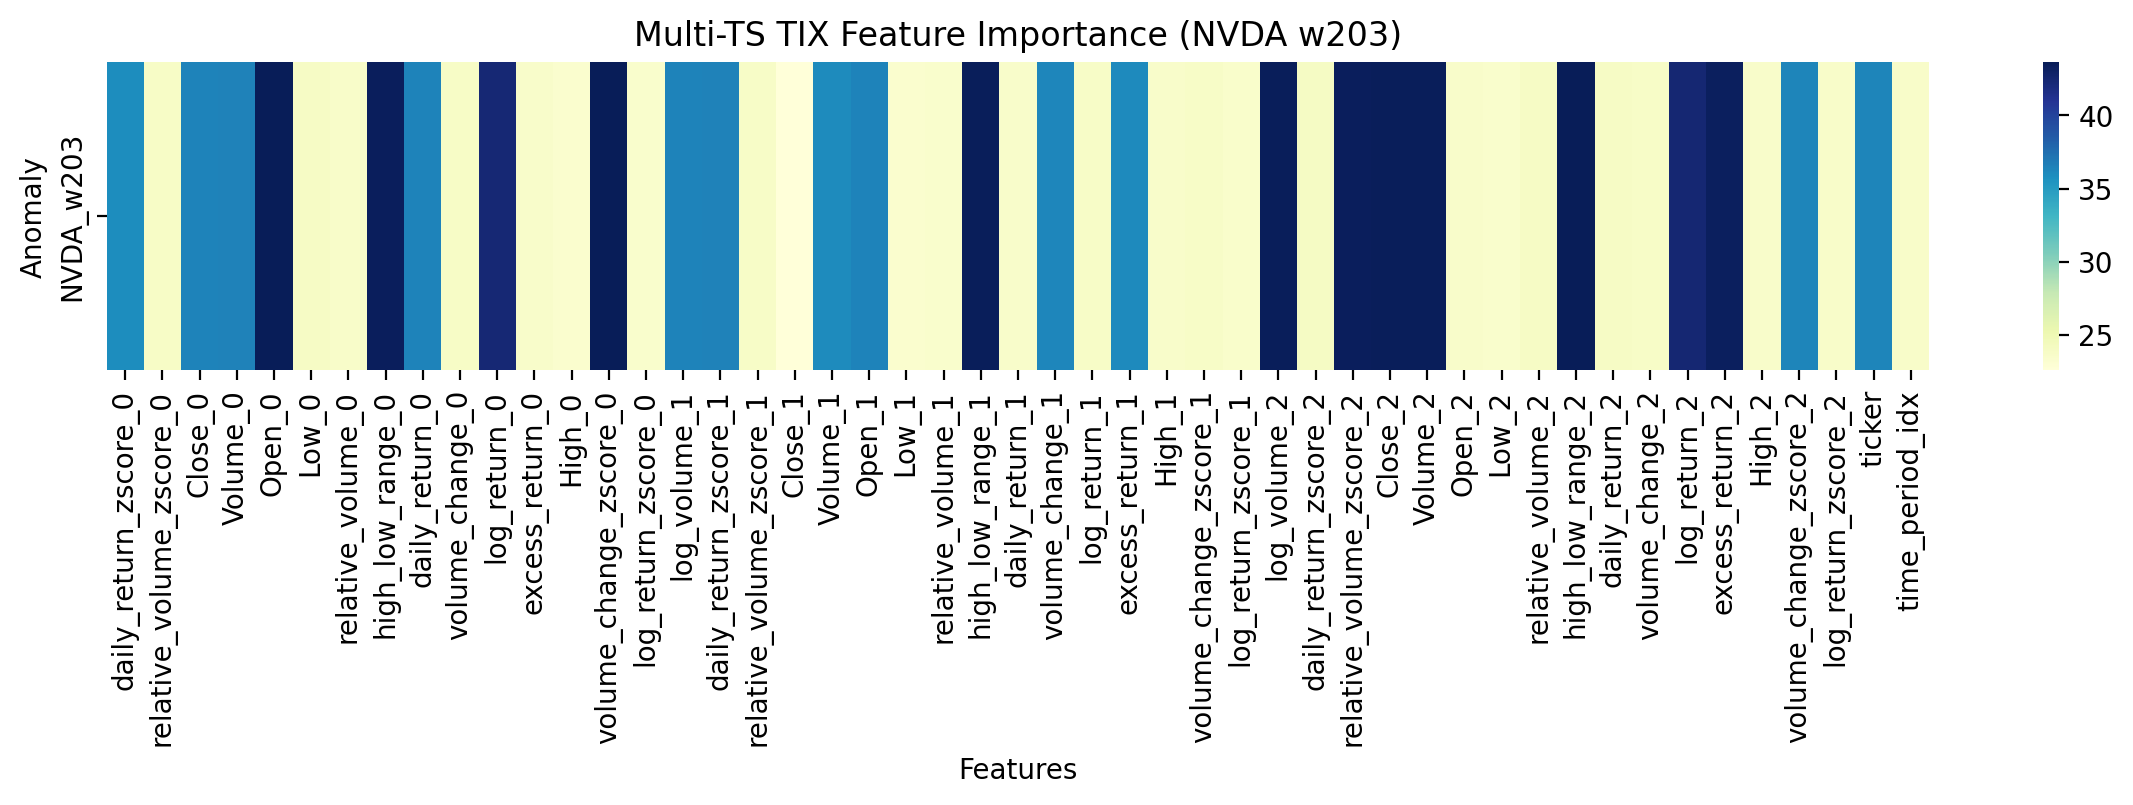 Multi-TS TIX Feature Importance (NVDA w203)
Anomaly
NVDA_w203
40
35
30
25
daily_return_zscore_0
relative_volume_zscore_0
Close_0
Volume_0
Open_0
Low_0
relative_volume_0
high_low_range_0
daily_return_0
volume_change_0
log_return_0
excess_return_0
High_0
volume_change_zscore_0
log_return_zscore_0
log_volume_1
daily_return_zscore_1
relative_volume_zscore_1
Close_1
Volume_1
Open_1
Low_1
relative_volume_1
high_low_range_1
daily_return_1
volume_change_1
log_return_1
excess_return_1
High_1
volume_change_zscore_1
log_return_zscore_1
log_volume_2
daily_return_zscore_2
relative_volume_zscore_2
Close_2
Volume_2
Open_2
Low_2
relative_volume_2
high_low_range_2
daily_return_2
volume_change_2
log_return_2
excess_return_2
High_2
volume_change_zscore_2
log_return_zscore_2
ticker
time_period_idx
Features